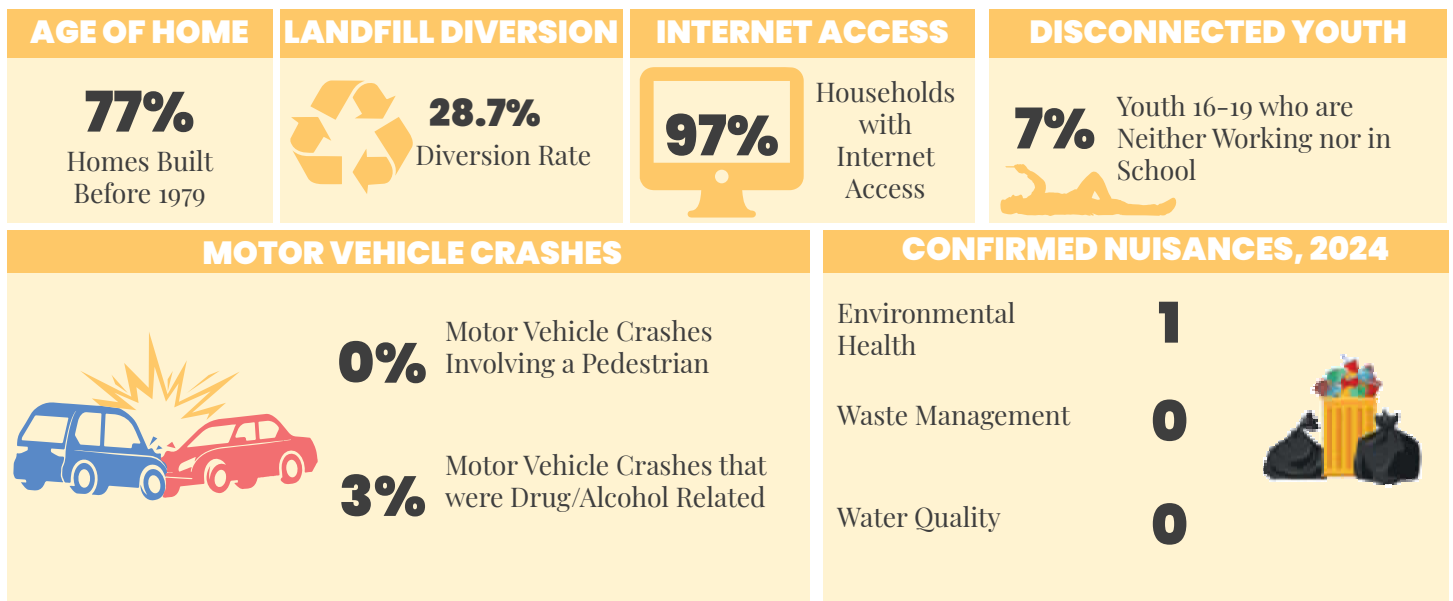 AGE OF HOME
77%
Homes Built
Before 1979
LANDFILL DIVERSION
28.7%
Diversion Rate
INTERNET ACCESS
97%
Households
with
Internet
Access
DISCONNECTED YOUTH
7%
Youth 16-19 who are
Neither Working nor in
School
MOTOR VEHICLE CRASHES
0%
Motor Vehicle Crashes
Involving a Pedestrian
3%
Motor Vehicle Crashes that
were Drug/Alcohol Related
CONFIRMED NUISANCES, 2024
Environmental
Health
1
Waste Management
0
Water Quality
0